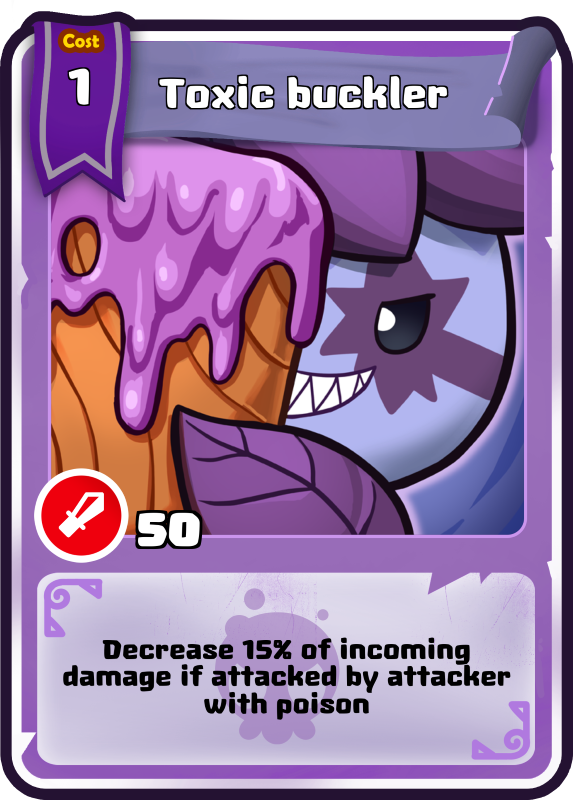 Cost
1
Toxic buckler
50
Decrease 15% of incoming
damage if attacked by attacker
with poison